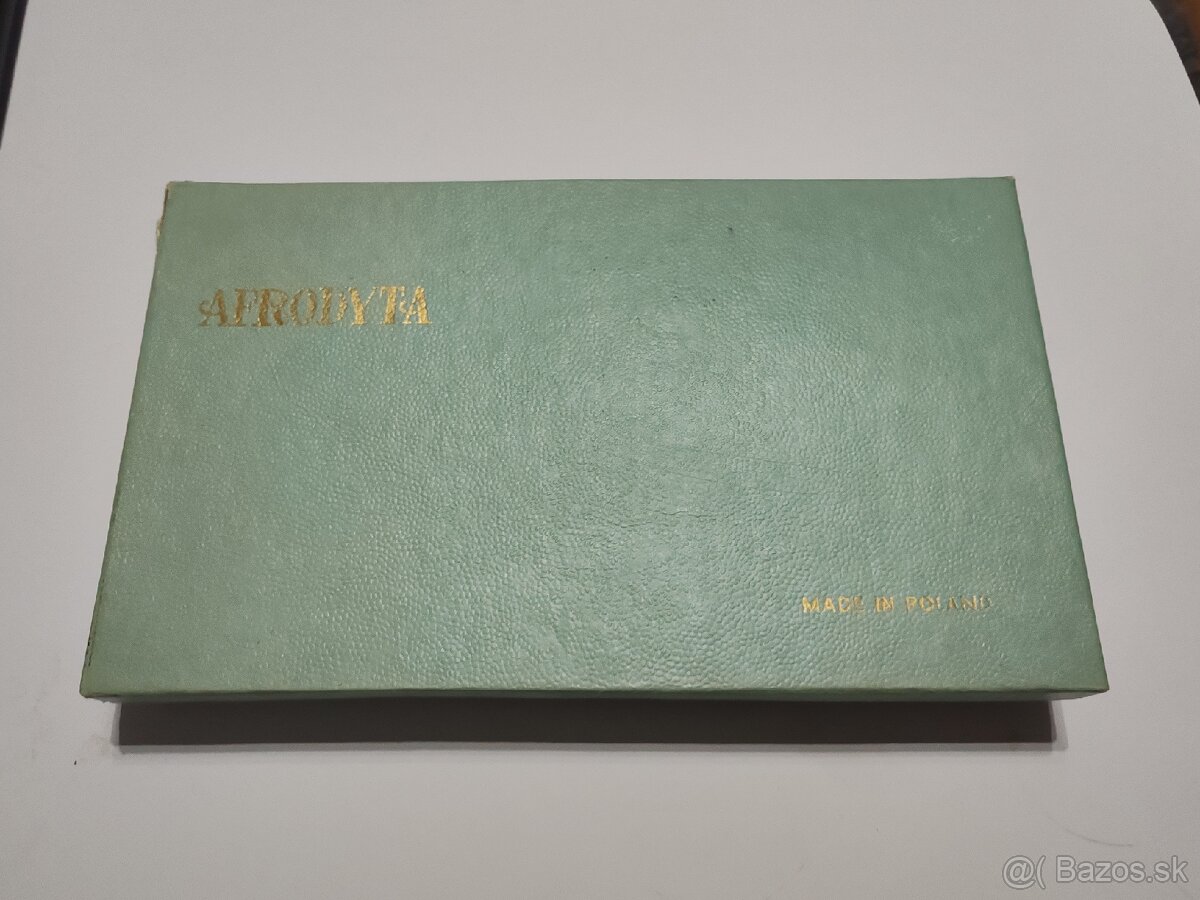 AFRODYTA
MADE IN POLAND
@( Bazos.sk